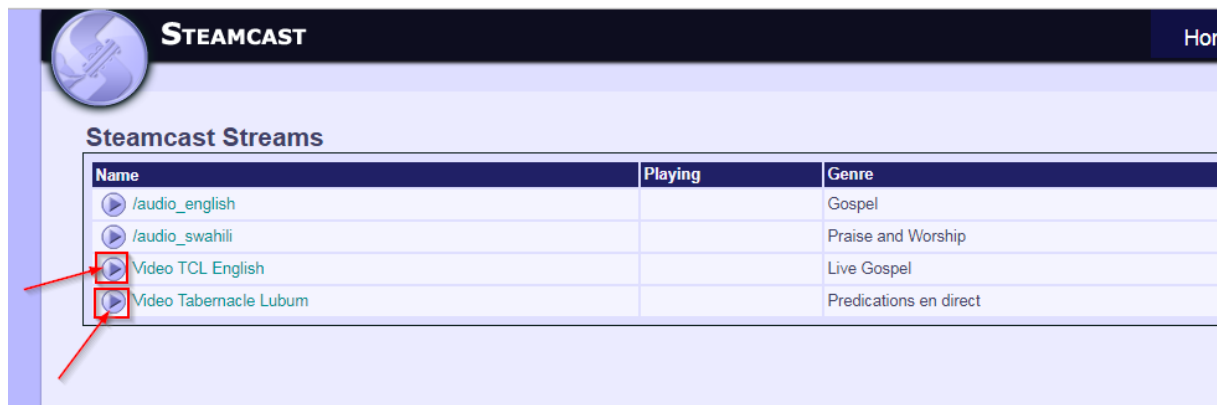 STEAMCAST
Steamcast Streams
Name Playing Genre
/audio_english Gospel
/audio_swahili Praise and Worship
Video TCL English Live Gospel
Video Tabernacle Lubum Predications en direct